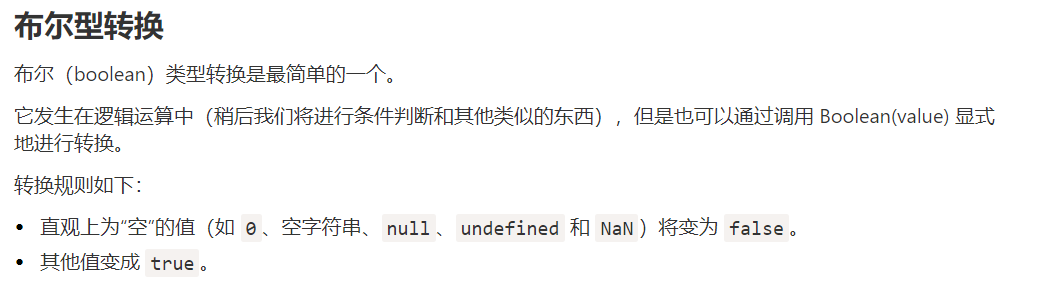 布尔型转换
布尔（boolean）类型转换是最简单的一个。
它发生在逻辑运算中（稍后我们将进行条件判断和其他类似的东西），但是也可以通过调用 Boolean(value) 显式
地进行转换。
转换规则如下：
• 直观上为“空”的值（如 0、空字符串、null、undefined 和 NaN）将变为 false。
• 其他值变成 true。